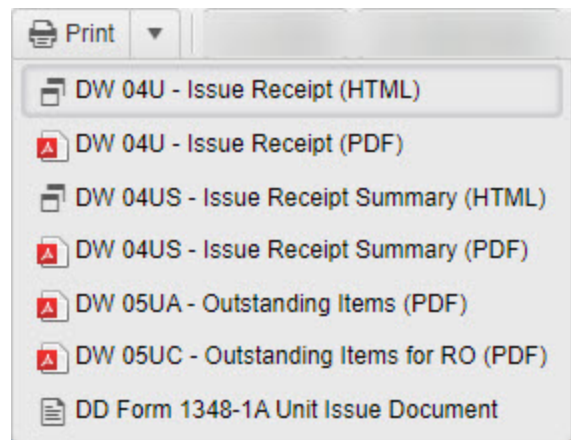 Print
DW 04U - Issue Receipt (HTML)
DW 04U - Issue Receipt (PDF)
DW 04US - Issue Receipt Summary (HTML)
DW 04US - Issue Receipt Summary (PDF)
DW 05UA - Outstanding Items (PDF)
DW 05UC - Outstanding Items for RO (PDF)
DD Form 1348-1A Unit Issue Document